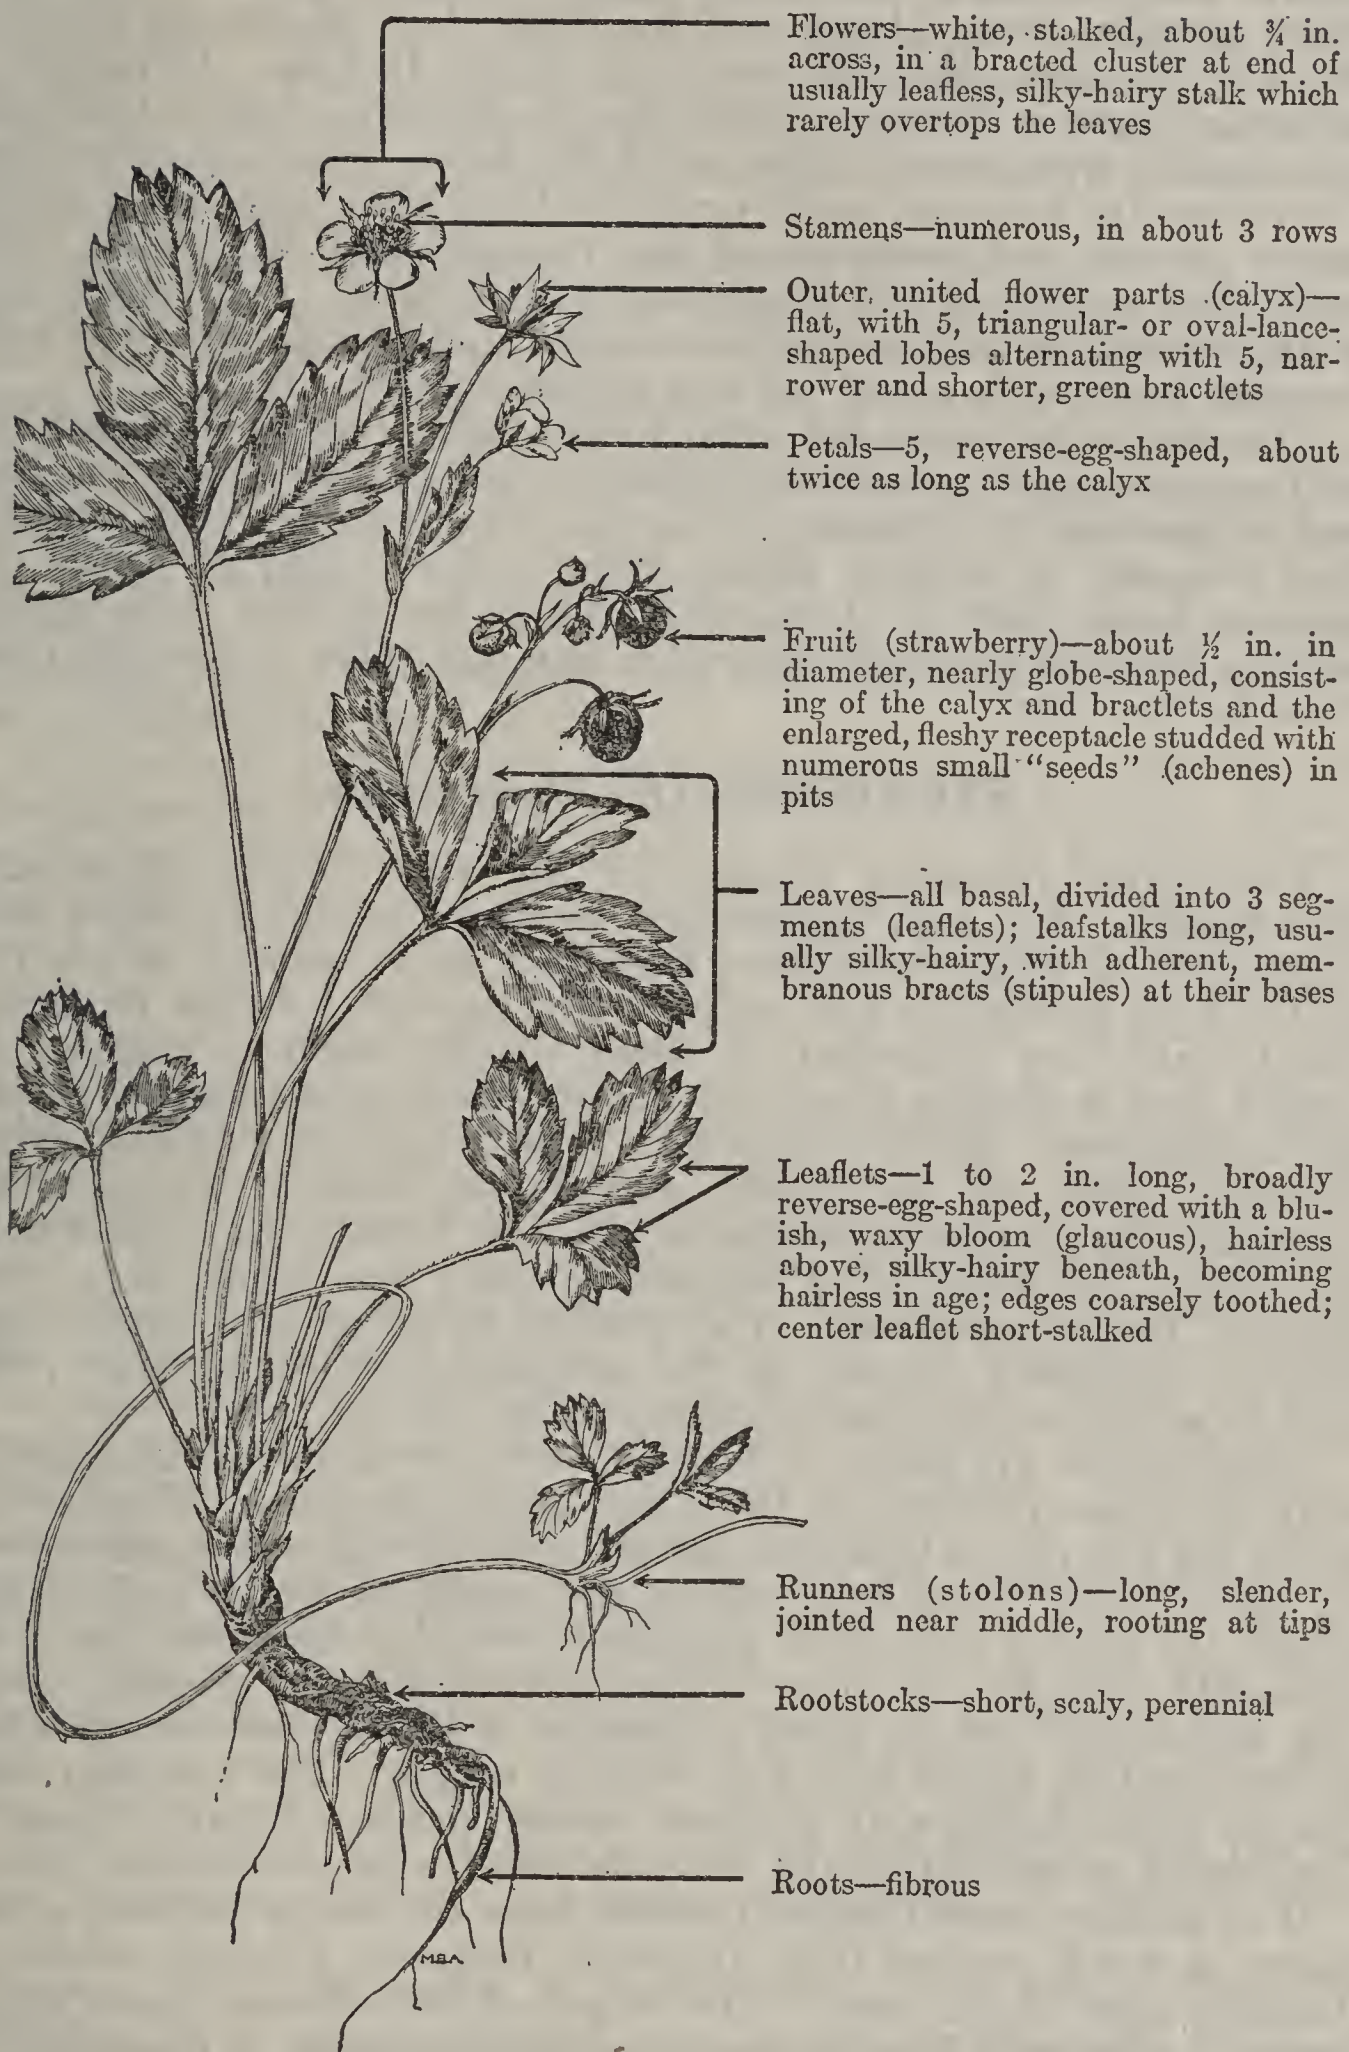 Flowers—white, stalked, about ¾ in.
across, in a bracted cluster at end of
usually leafless, silky-hairy stalk which
rarely overtops the leaves
Stamens—numerous, in about 3 rows
Outer, united flower parts (calyx)—
flat, with 5, triangular- or oval-lance-
shaped lobes alternating with 5, nar-
rower and shorter, green bractlets
Petals—5, reverse-egg-shaped, about
twice as long as the calyx
Fruit (strawberry)—about ½ in. in
diameter, nearly globe-shaped, consist-
ing of the calyx and bractlets and the
enlarged, fleshy receptacle studded with
numerous small "seeds" (achenes) in
pits
Leaves—all basal, divided into 3 seg-
ments (leaflets); leafstalks long, usu-
ally silky-hairy, with adherent, mem-
branous bracts (stipules) at their bases
Leaflets—1 to 2 in. long, broadly
reverse-egg-shaped, covered with a blu-
ish, waxy bloom (glaucous), hairless
above, silky-hairy beneath, becoming
hairless in age; edges coarsely toothed;
center leaflet short-stalked
Runners (stolons)—long, slender,
jointed near middle, rooting at tips
Rootstocks—short, scaly, perennial
Roots—fibrous
MBA